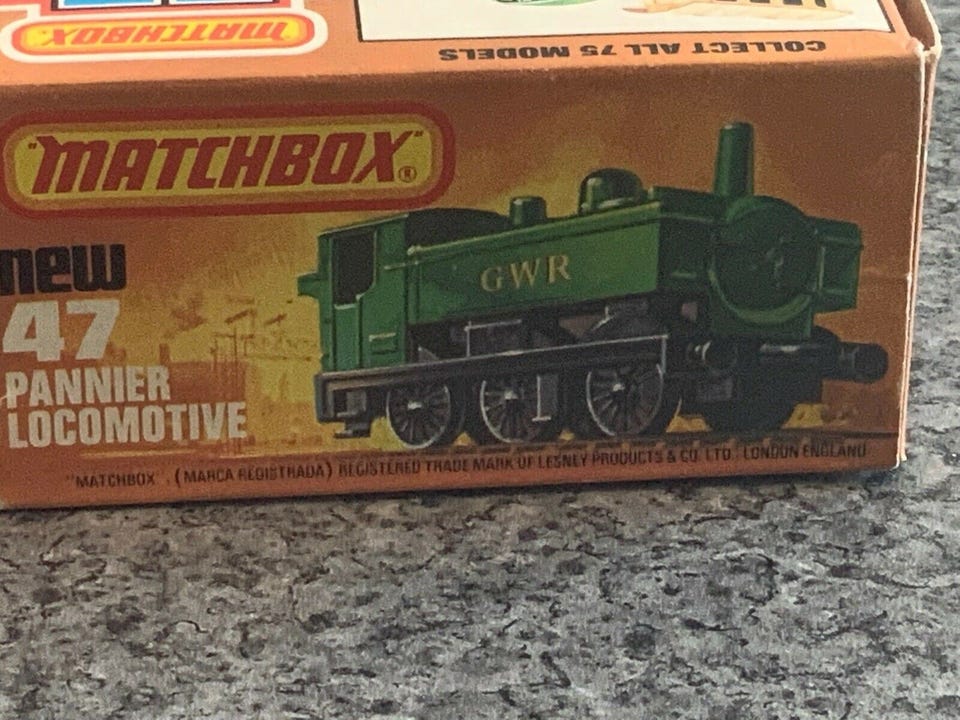 MATCHBOX
COLLECT ALL 75 MODELS
"MATCHBOX"®
new
47
PANNIER
LOCOMOTIVE
GWR
"MATCHBOX", (MARCA REGISTRADA) REGISTERED TRADE MARK OF LESNEY PRODUCTS & CO. LTD. LONDON ENGLAND